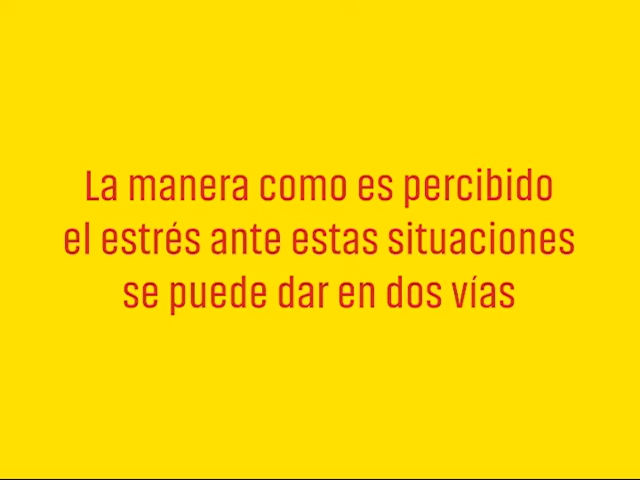 La manera como es percibido
el estrés ante estas situaciones
se puede dar en dos vías